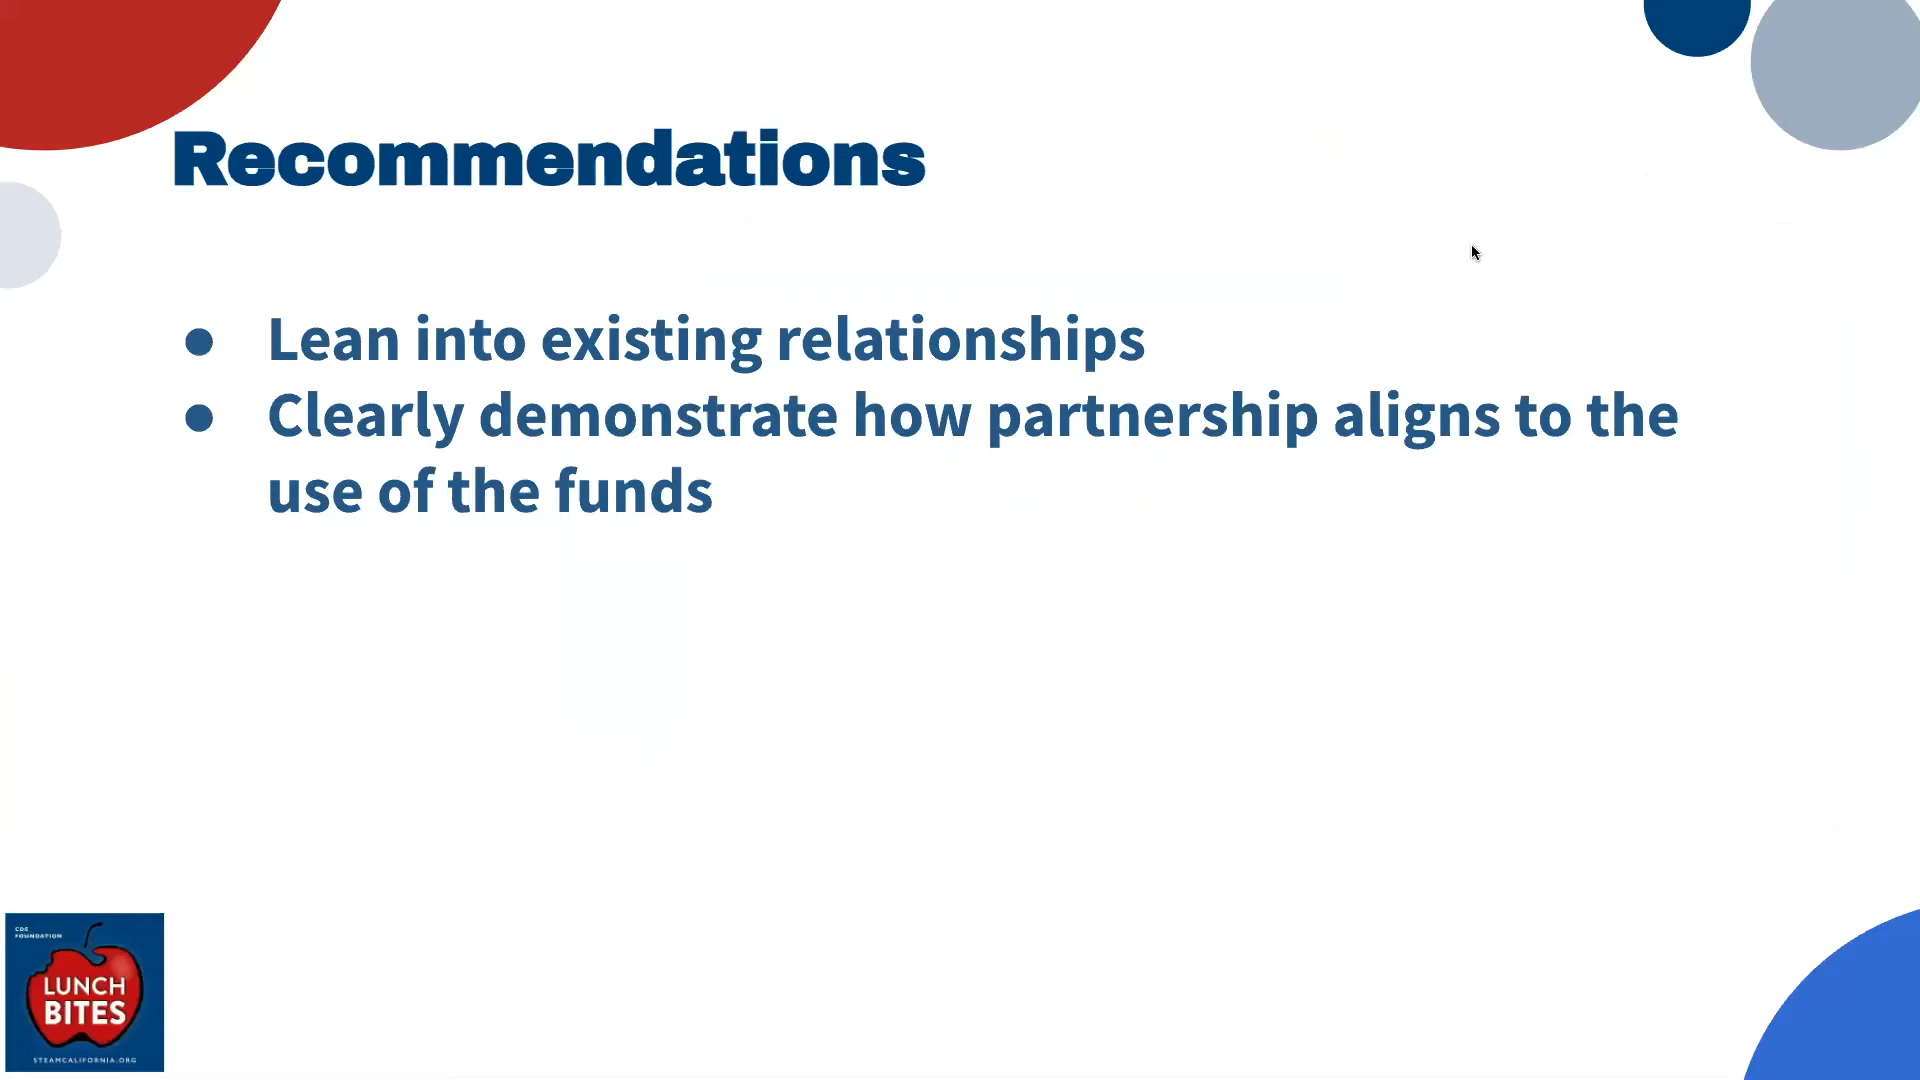 Recommendations
● Lean into existing relationships
● Clearly demonstrate how partnership aligns to the
use of the funds
CDE
FOUNDATION
LUNCH
BITES
STEAMCALIFORNIA.ORG